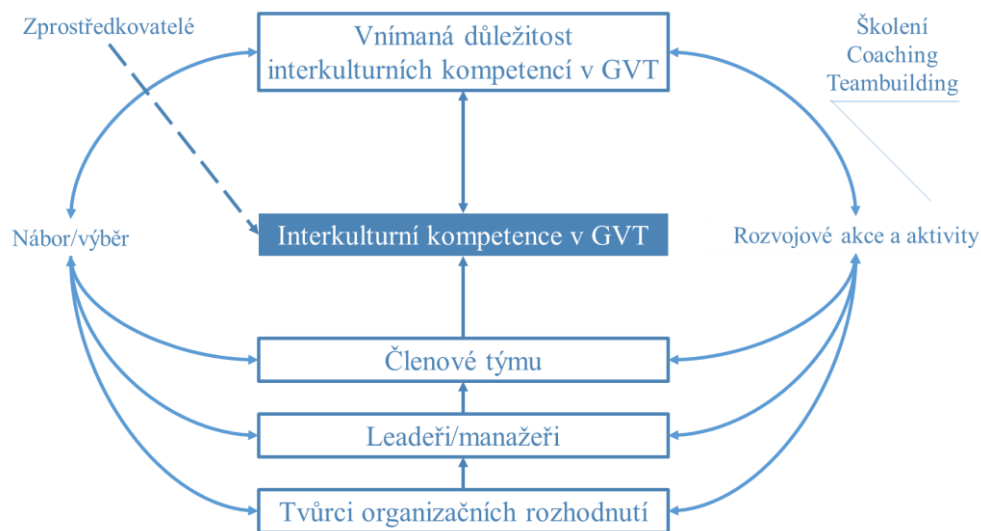 Zprostředkovatelé
Vnímaná důležitost
interkulturních kompetencí v GVT
Školení
Coaching
Teambuilding
Nábor/výběr
Interkulturní kompetence v GVT
Rozvojové akce a aktivity
Členové týmu
Leadeři/manažeři
Tvůrci organizačních rozhodnutí